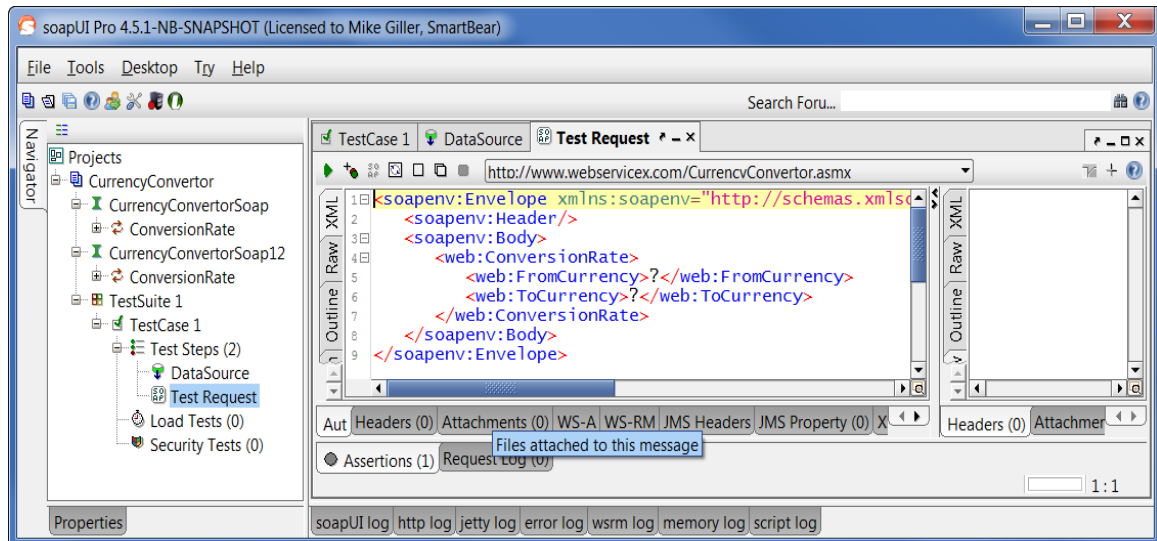 soapUI Pro 4.5.1-NB-SNAPSHOT (Licensed to Mike Giller, SmartBear)
File Tools Desktop Try Help
Search Foru...
Navigator
Projects
CurrencyConvertor
CurrencyConvertorSoap
ConversionRate
CurrencyConvertorSoap12
ConversionRate
TestSuite 1
TestCase 1
Test Steps (2)
DataSource
Test Request
Load Tests (0)
Security Tests (0)
Properties
TestCase 1 DataSource Test Request
http://www.webservicex.com/CurrencyConvertor.asmx
XML
Raw
Outline
1 <soapenv:Envelope xmlns:soapenv="http://schemas.xmlso
2 <soapenv:Header/>
3 <soapenv:Body>
4 <web:ConversionRate>
5 <web:FromCurrency>?</web:FromCurrency>
6 <web:ToCurrency>?</web:ToCurrency>
7 </web:ConversionRate>
8 </soapenv:Body>
9 </soapenv:Envelope>
XML
Raw
Outline
Aut Headers (0) Attachments (0) WS-A WS-RM JMS Headers JMS Property (0) X
Headers (0) Attachmer
Files attached to this message
Assertions (1) Request Log (0)
1:1
soapUI log http log jetty log error log wsrm log memory log script log